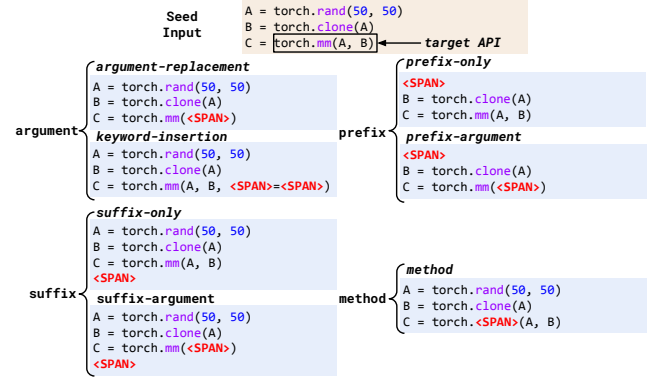 Seed
Input
A = torch.rand(50, 50)
B = torch.clone(A)
C = torch.mm(A, B)
target API
argument
argument-replacement
A = torch.rand(50, 50)
B = torch.clone(A)
C = torch.mm(<SPAN>)
keyword-insertion
A = torch.rand(50, 50)
B = torch.clone(A)
C = torch.mm(A, B, <SPAN>=<SPAN>)
prefix
prefix-only
<SPAN>
B = torch.clone(A)
C = torch.mm(A, B)
prefix-argument
<SPAN>
B = torch.clone(A)
C = torch.mm(<SPAN>)
suffix
suffix-only
A = torch.rand(50, 50)
B = torch.clone(A)
C = torch.mm(A, B)
<SPAN>
suffix-argument
A = torch.rand(50, 50)
B = torch.clone(A)
C = torch.mm(<SPAN>)
<SPAN>
method
method
A = torch.rand(50, 50)
B = torch.clone(A)
C = torch.<SPAN>(A, B)